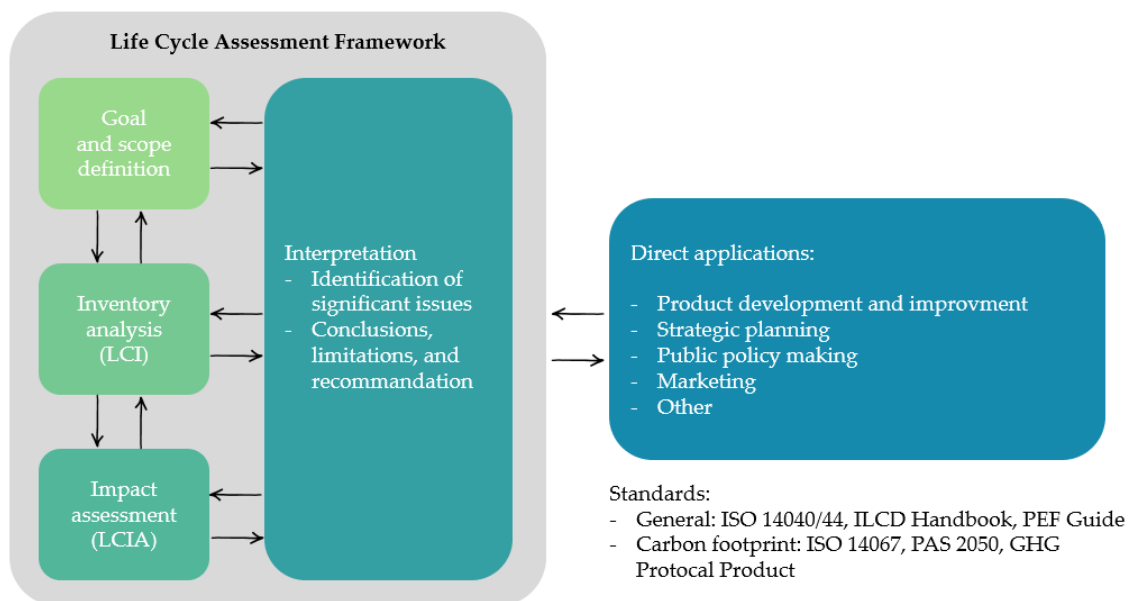 Life Cycle Assessment Framework
Goal
and scope
definition
Inventory
analysis
(LCI)
Impact
assessment
(LCIA)
Interpretation
- Identification of
significant issues
- Conclusions,
limitations, and
recommandation
Direct applications:
- Product development and improvment
- Strategic planning
- Public policy making
- Marketing
- Other
Standards:
- General: ISO 14040/44, ILCD Handbook, PEF Guide
- Carbon footprint: ISO 14067, PAS 2050, GHG
Protocal Product